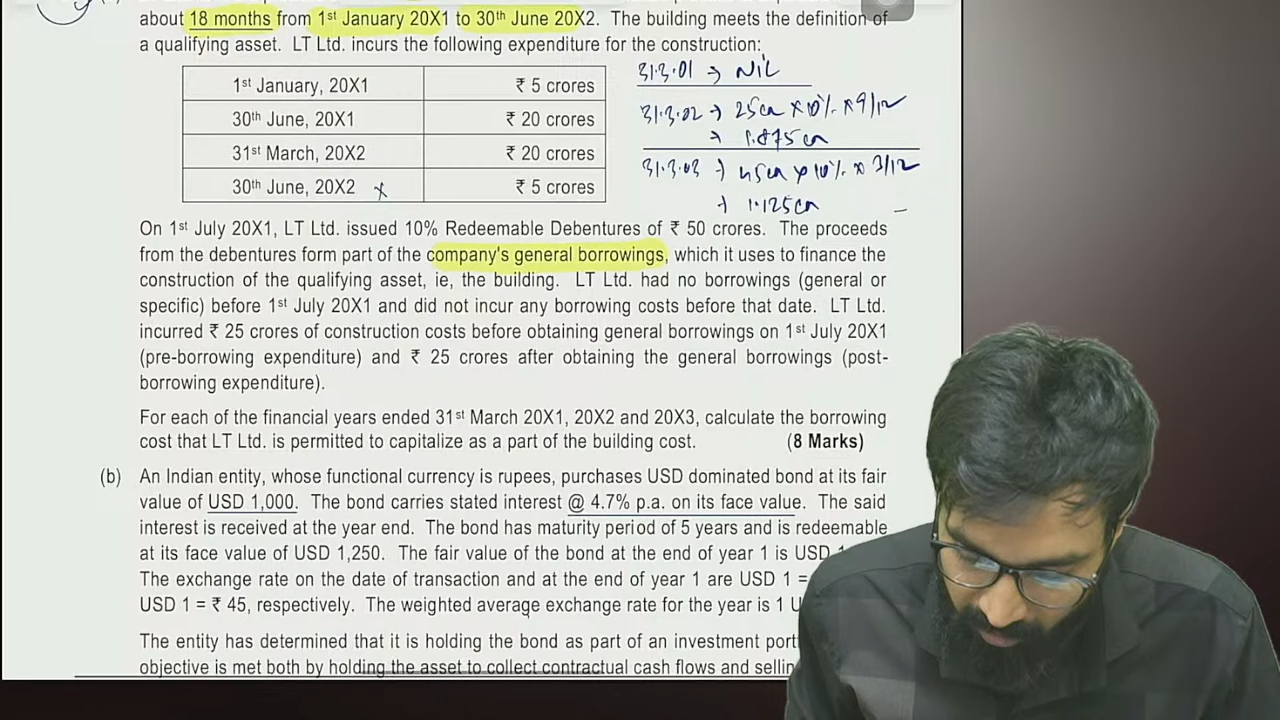 about 18 months from 1st January 20X1 to 30th June 20X2. The building meets the definition of
a qualifying asset. LT Ltd. incurs the following expenditure for the construction:
1st January, 20X1 ₹ 5 crores
30th June, 20X1 ₹ 20 crores
31st March, 20X2 ₹ 20 crores
30th June, 20X2 x ₹ 5 crores
31.3.01 → NIL
31.3.02 → 25cr x 10% x 9/12
→ 1.875cr
31.3.03 → 45cr x 10% x 3/12
→ 1.125cr
On 1st July 20X1, LT Ltd. issued 10% Redeemable Debentures of ₹ 50 crores. The proceeds
from the debentures form part of the company's general borrowings, which it uses to finance the
construction of the qualifying asset, ie, the building. LT Ltd. had no borrowings (general or
specific) before 1st July 20X1 and did not incur any borrowing costs before that date. LT Ltd.
incurred ₹ 25 crores of construction costs before obtaining general borrowings on 1st July 20X1
(pre-borrowing expenditure) and ₹ 25 crores after obtaining the general borrowings (post-
borrowing expenditure).
For each of the financial years ended 31st March 20X1, 20X2 and 20X3, calculate the borrowing
cost that LT Ltd. is permitted to capitalize as a part of the building cost. (8 Marks)
(b) An Indian entity, whose functional currency is rupees, purchases USD dominated bond at its fair
value of USD 1,000. The bond carries stated interest @ 4.7% p.a. on its face value. The said
interest is received at the year end. The bond has maturity period of 5 years and is redeemable
at its face value of USD 1,250. The fair value of the bond at the end of year 1 is USD
The exchange rate on the date of transaction and at the end of year 1 are USD 1 =
USD 1 = ₹ 45, respectively. The weighted average exchange rate for the year is 1 U
The entity has determined that it is holding the bond as part of an investment port
objective is met both by holding the asset to collect contractual cash flows and sellin